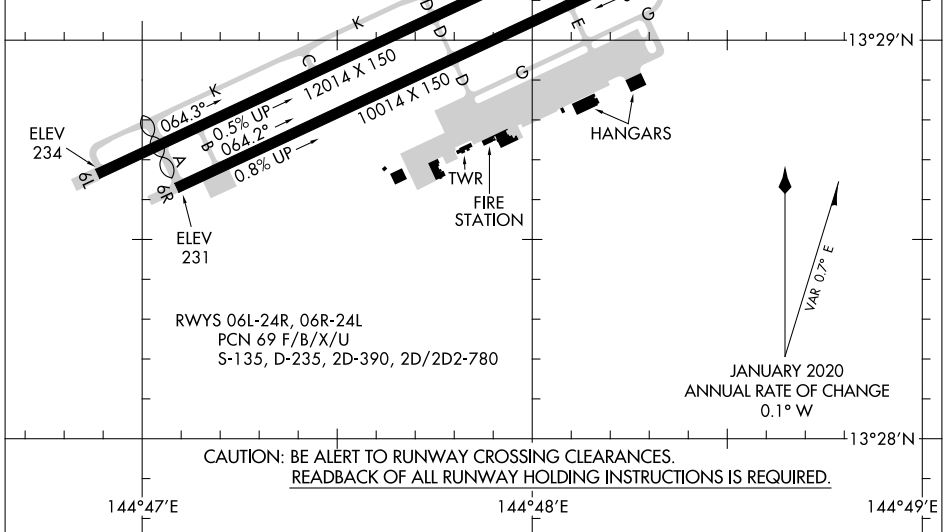 D
K
D
E
G
13°29'N
K
C
D
G
12014 X 150
064.3°
0.5% UP
10014 X 150
064.2°
B
0.8% UP
A
ELEV
234
6L
6R
HANGARS
TWR
FIRE
STATION
ELEV
231
VAR 0.7° E
RWYS 06L-24R, 06R-24L
PCN 69 F/B/X/U
S-135, D-235, 2D-390, 2D/2D2-780
JANUARY 2020
ANNUAL RATE OF CHANGE
0.1° W
13°28'N
CAUTION: BE ALERT TO RUNWAY CROSSING CLEARANCES.
READBACK OF ALL RUNWAY HOLDING INSTRUCTIONS IS REQUIRED.
144°47'E
144°48'E
144°49'E